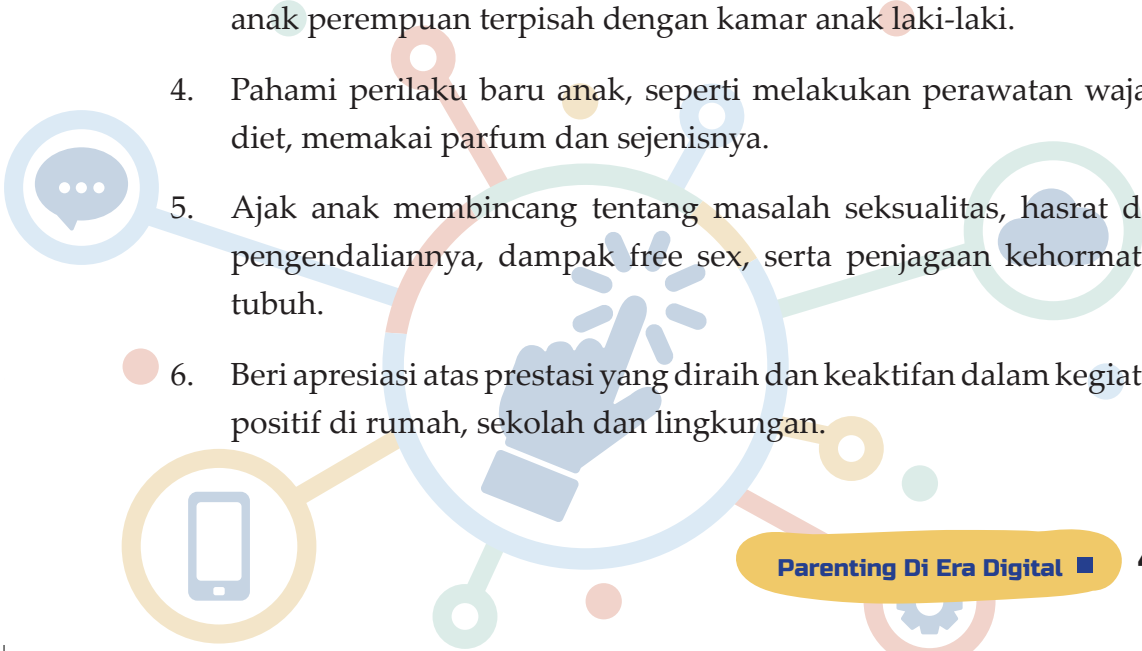 anak perempuan terpisah dengan kamar anak laki-laki.
4. Pahami perilaku baru anak, seperti melakukan perawatan waja
diet, memakai parfum dan sejenisnya.
5. Ajak anak membincang tentang masalah seksualitas, hasrat d
pengendaliannya, dampak free sex, serta penjagaan kehormat
tubuh.
6. Beri apresiasi atas prestasi yang diraih dan keaktifan dalam kegiat
positif di rumah, sekolah dan lingkungan.
Parenting Di Era Digital